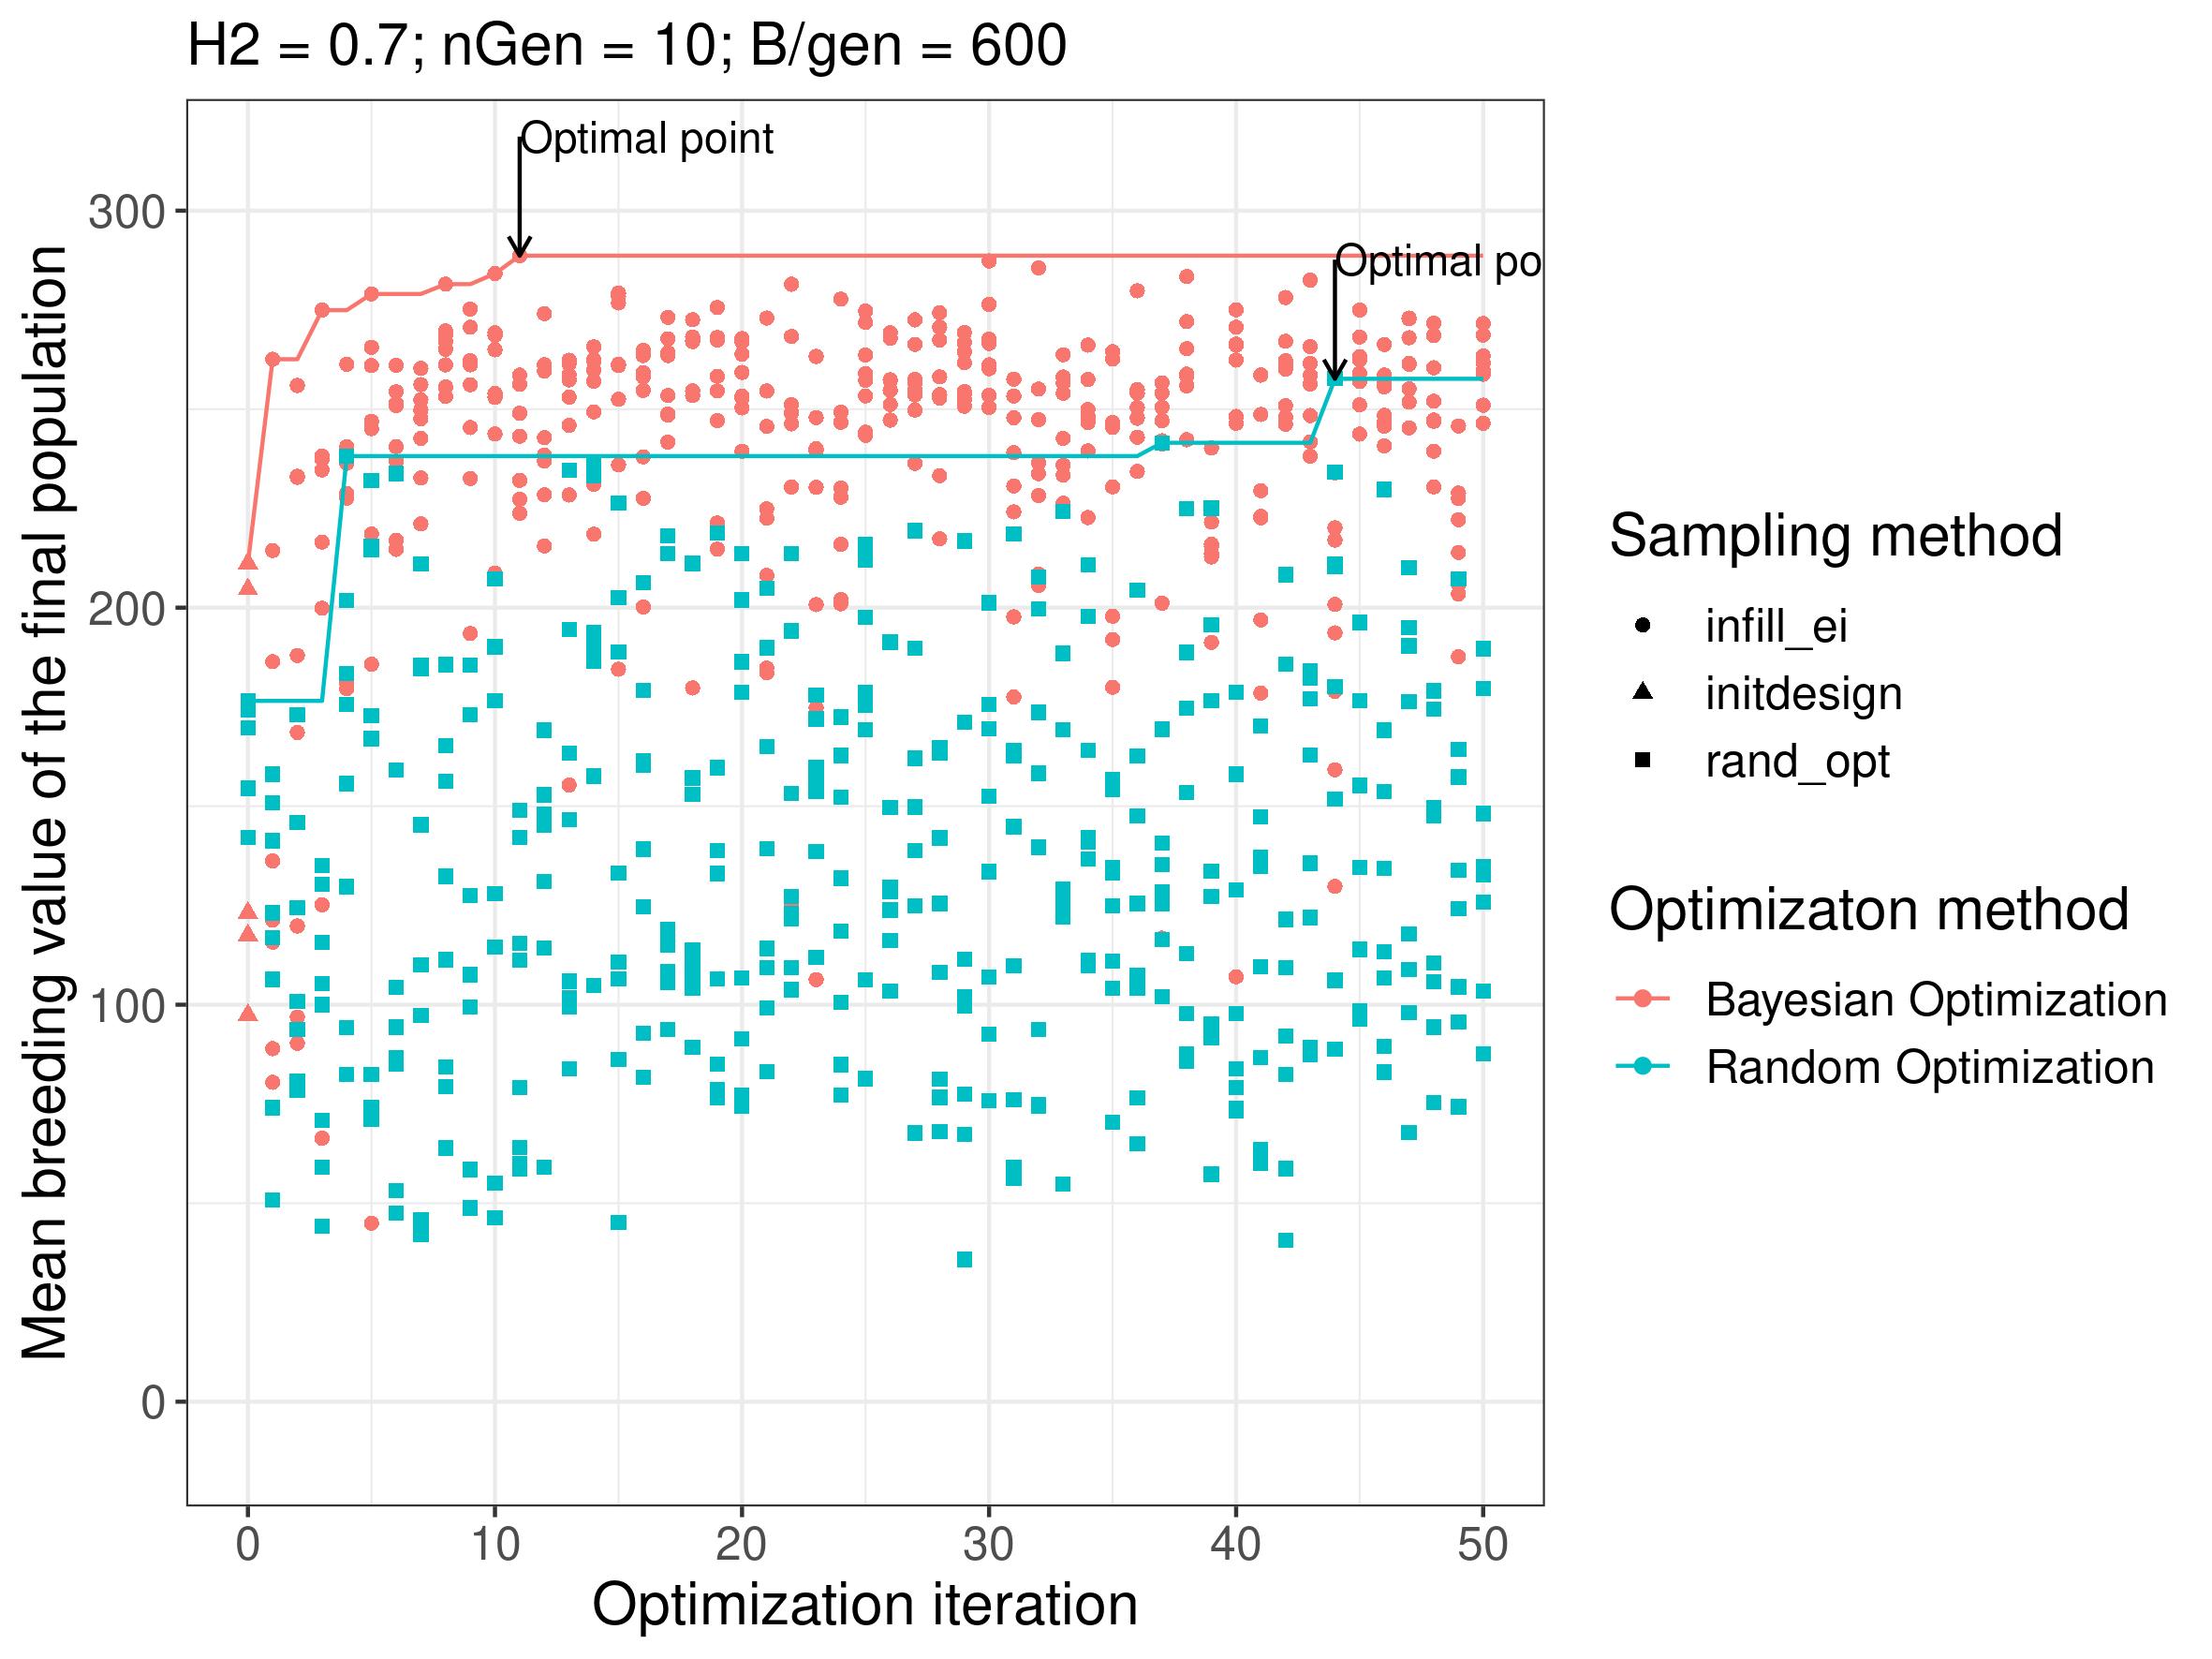 H2 = 0.7; nGen = 10; B/gen = 600
Optimal point
Optimal po
Mean breeding value of the final population
300
200
100
0
0 10 20 30 40 50
Optimization iteration
Sampling method
infill_ei
initdesign
rand_opt
Optimizaton method
Bayesian Optimization
Random Optimization